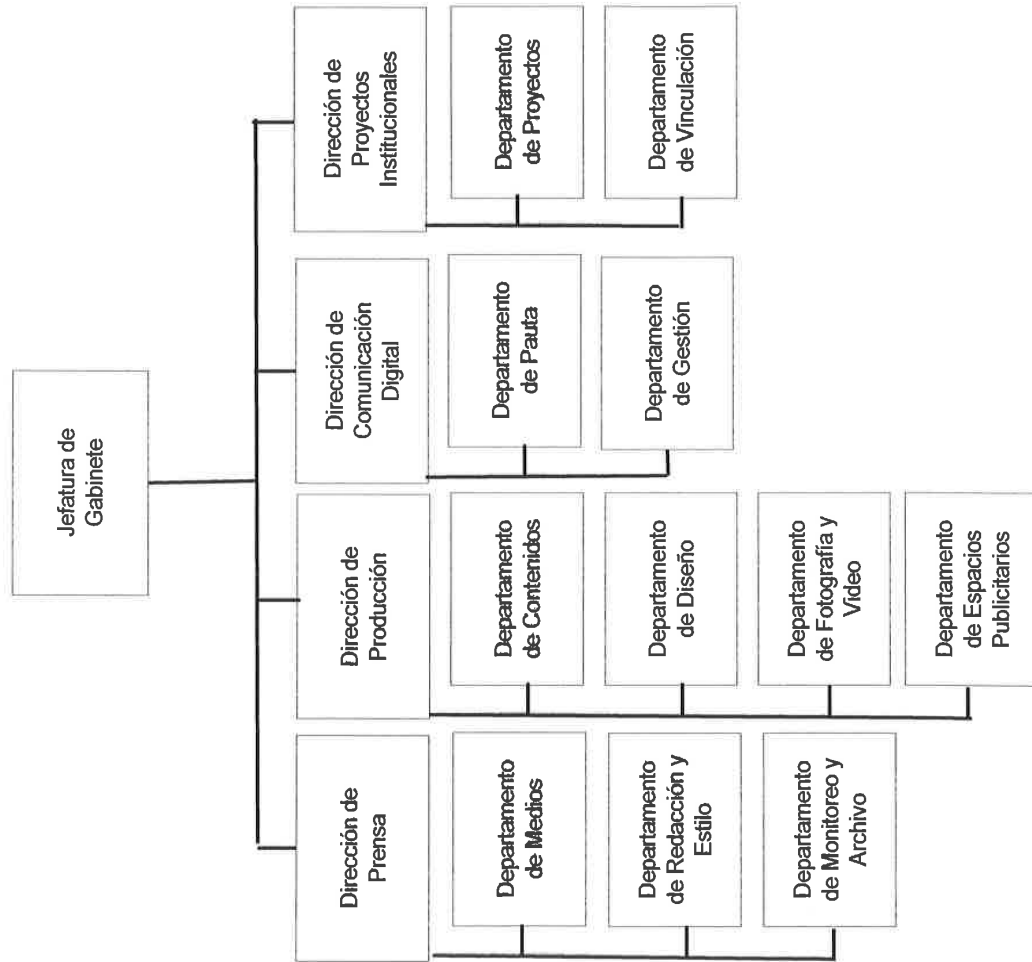 Jefatura de
Gabinete
Dirección de
Prensa
Departamento
de Medios
Departamento
de Redacción y
Estilo
Departamento
de Monitoreo y
Archivo
Dirección de
Producción
Departamento
de Contenidos
Departamento
de Diseño
Departamento
de Fotografía y
Video
Departamento
de Espacios
Publicitarios
Dirección de
Comunicación
Digital
Departamento
de Pauta
Departamento
de Gestión
Dirección de
Proyectos
Institucionales
Departamento
de Proyectos
Departamento
de Vinculación